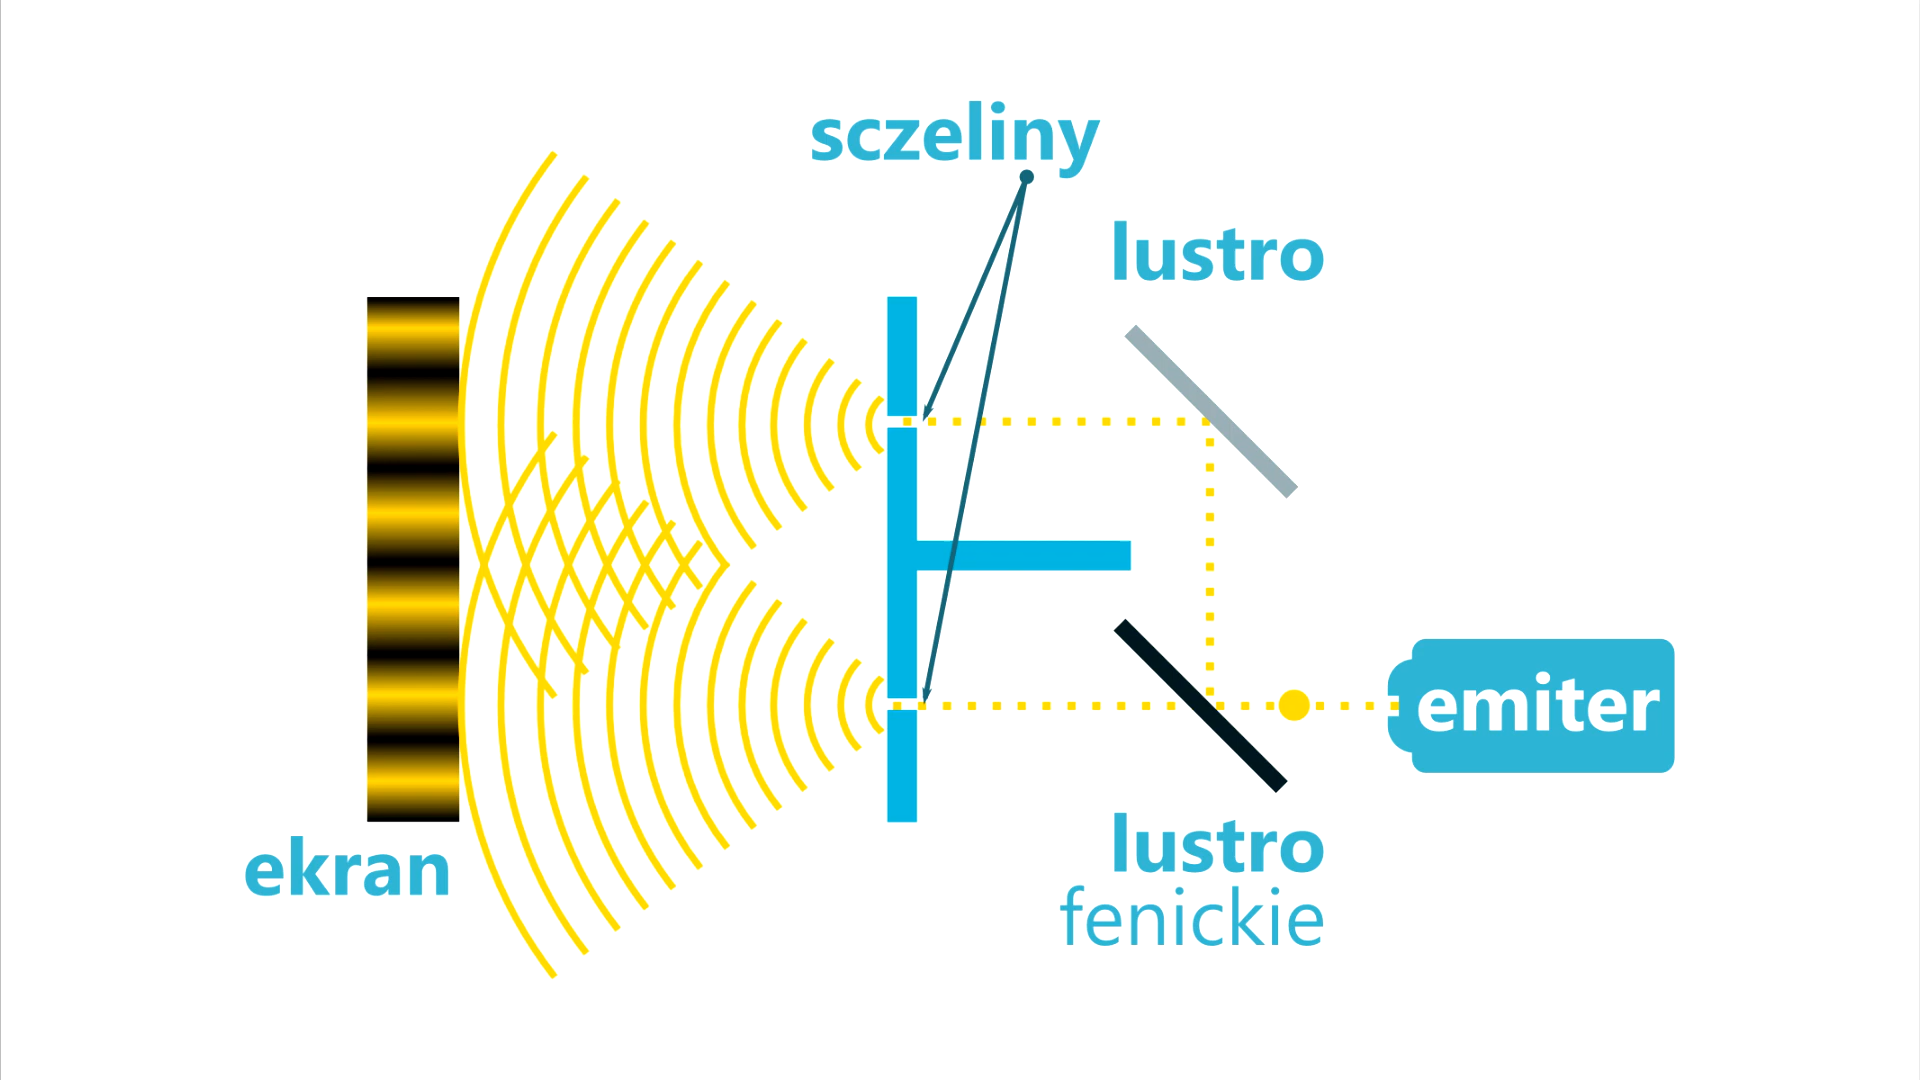 sczeliny
lustro
emiter
lustro
fenickie
ekran